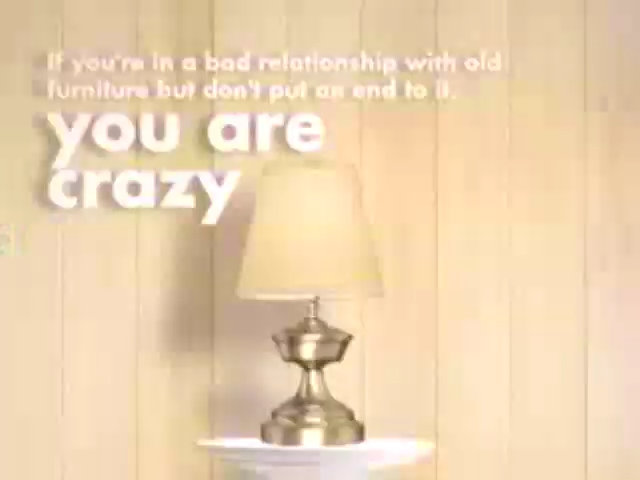 If you're in a bad relationship with old
furniture but don't put an end to it.
you are
crazy